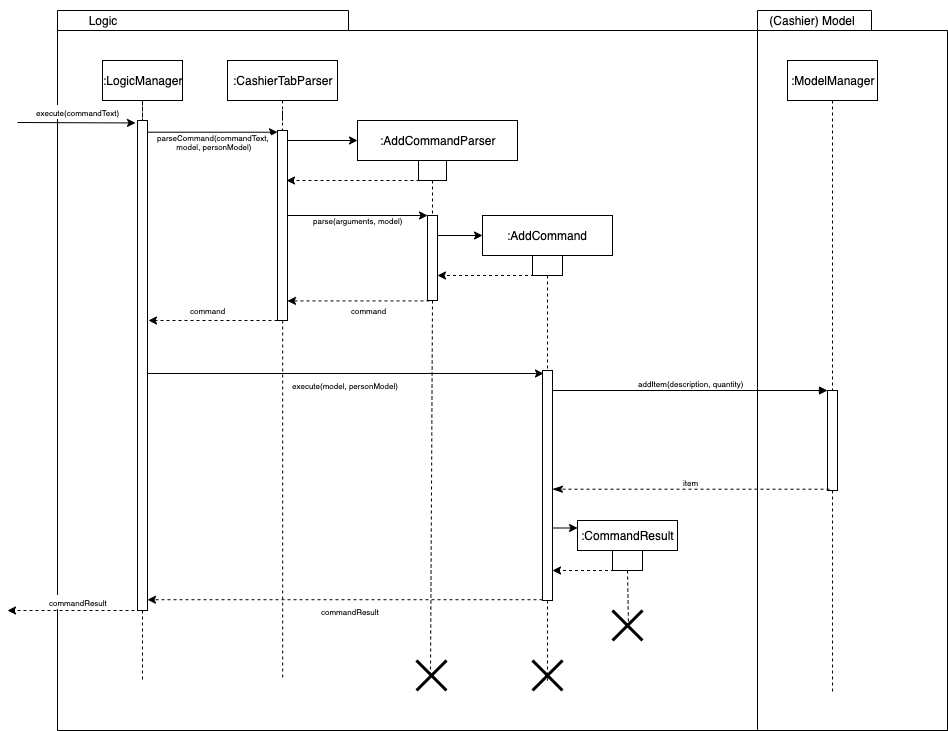 Logic
(Cashier) Model
:LogicManager
:CashierTabParser
:ModelManager
execute(commandText)
parseCommand(commandText,
model, personModel)
:AddCommandParser
parse(arguments, model)
:AddCommand
command
command
execute(model, personModel)
addItem(description, quantity)
item
:CommandResult
commandResult
commandResult